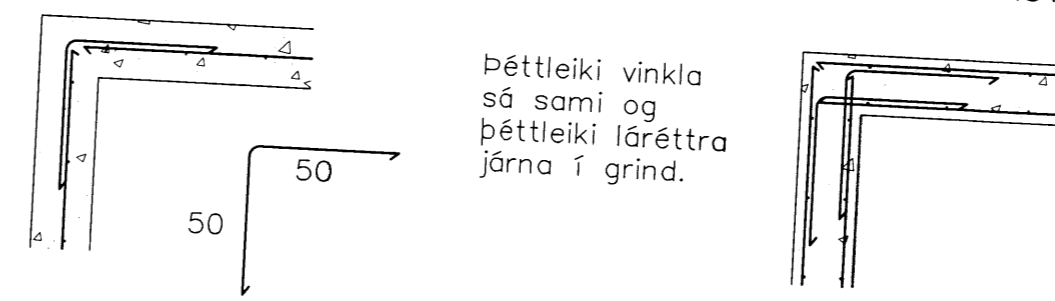 Þéttleiki vinkla
sá sami og
þéttleiki láréttra
járna í grind.
50
50